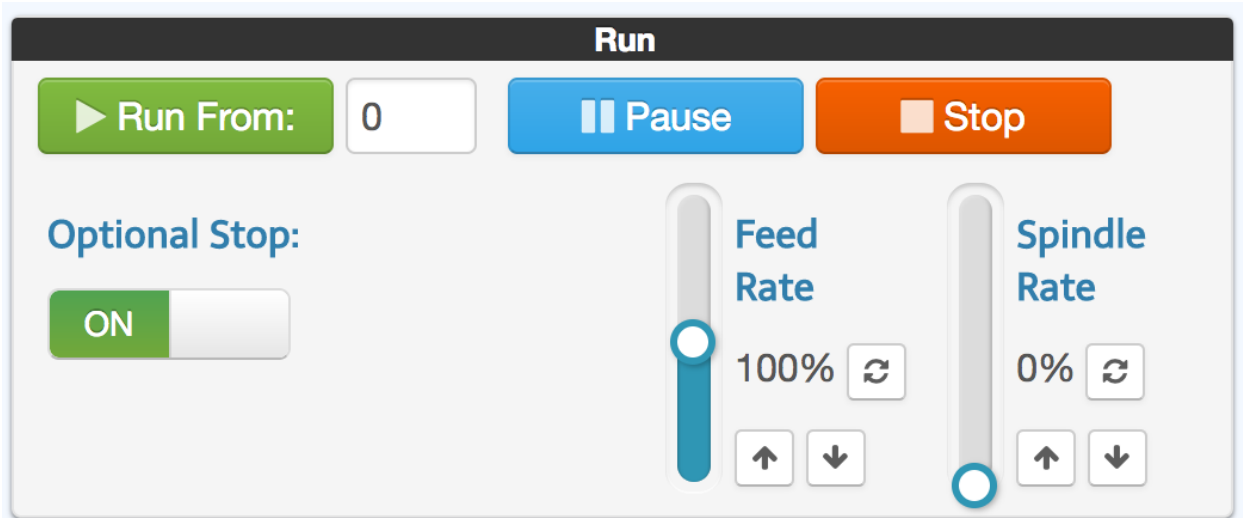 Run
Run From: 0 Pause Stop
Optional Stop:
ON
Feed
Rate
100%
Spindle
Rate
0%